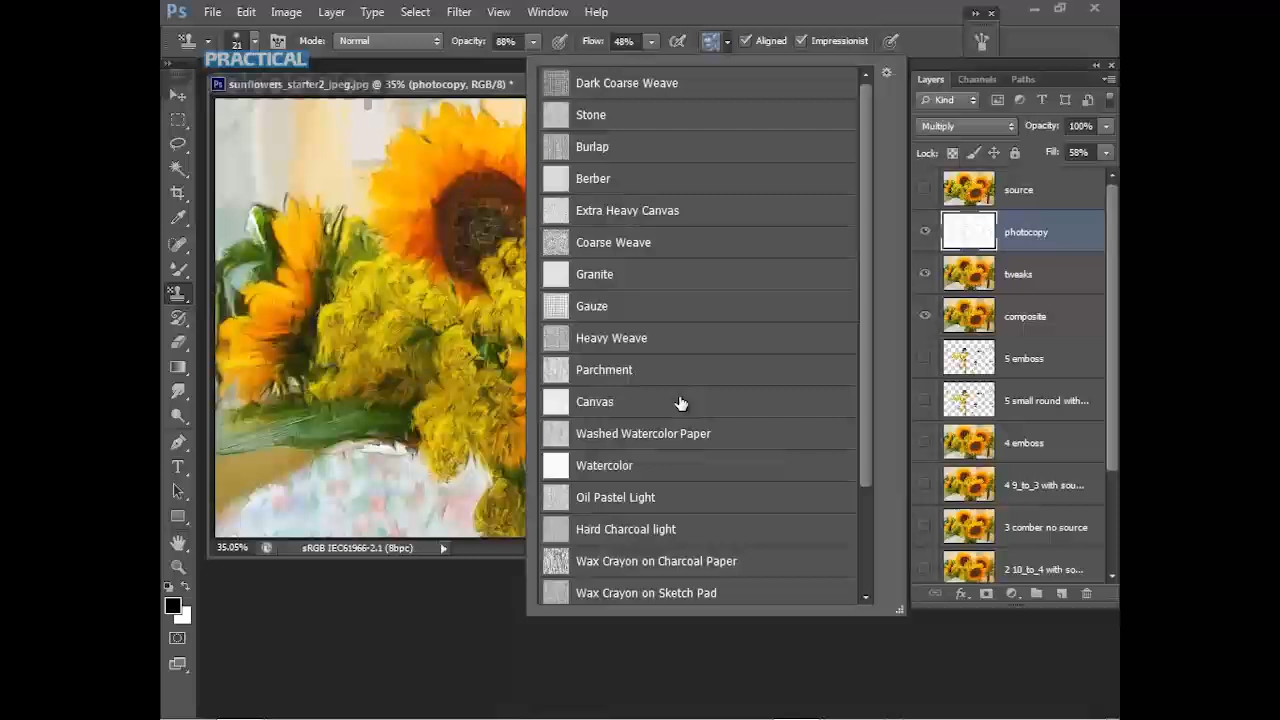 Ps File Edit Image Layer Type Select Filter View Window Help
21 Mode: Normal Opacity: 88% Flow: 48% Aligned Impressionist
PRACTICAL
Ps sunflowers_starter2_jpeg.jpg @ 35% (photocopy, RGB/8) *
Dark Coarse Weave
Stone
Burlap
Berber
Extra Heavy Canvas
Coarse Weave
Granite
Gauze
Heavy Weave
Parchment
Canvas
Washed Watercolor Paper
Watercolor
Oil Pastel Light
Hard Charcoal light
Wax Crayon on Charcoal Paper
Wax Crayon on Sketch Pad
35.05% sRGB IEC61966-2.1 (8bpc)
Layers Channels Paths
Kind
Multiply Opacity: 100%
Lock: Fill: 58%
source
photocopy
tweaks
composite
5 emboss
5 small round with...
4 emboss
4 9_to_3 with sou...
3 comber no source
2 10_to_4 with so...
fx